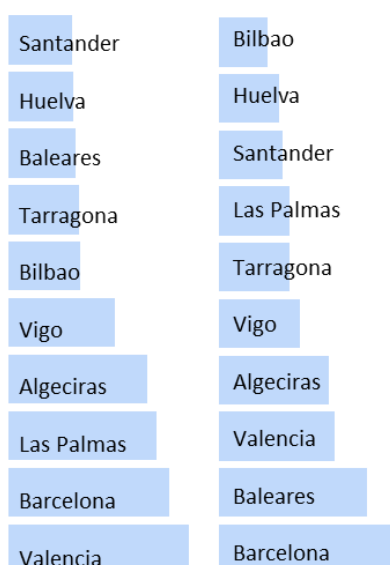 Santander
Huelva
Baleares
Tarragona
Bilbao
Vigo
Algeciras
Las Palmas
Barcelona
Valencia
Bilbao
Huelva
Santander
Las Palmas
Tarragona
Vigo
Algeciras
Valencia
Baleares
Barcelona